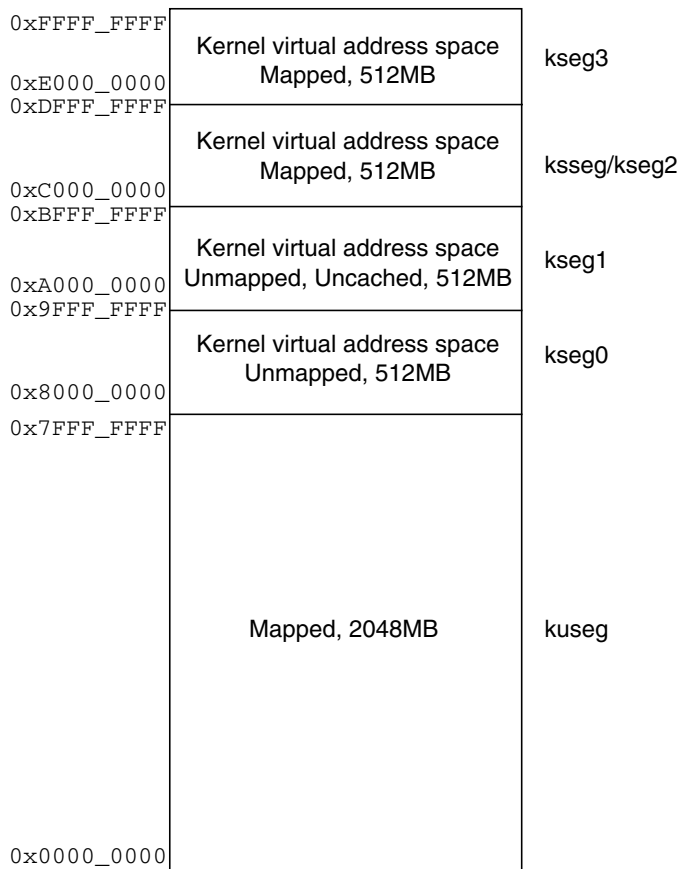 0xFFFF_FFFF
Kernel virtual address space
Mapped, 512MB
kseg3
0xE000_0000
0xDFFF_FFFF
Kernel virtual address space
Mapped, 512MB
ksseg/kseg2
0xC000_0000
0xBFFF_FFFF
Kernel virtual address space
Unmapped, Uncached, 512MB
kseg1
0xA000_0000
0x9FFF_FFFF
Kernel virtual address space
Unmapped, 512MB
kseg0
0x8000_0000
0x7FFF_FFFF
Mapped, 2048MB
kuseg
0x0000_0000